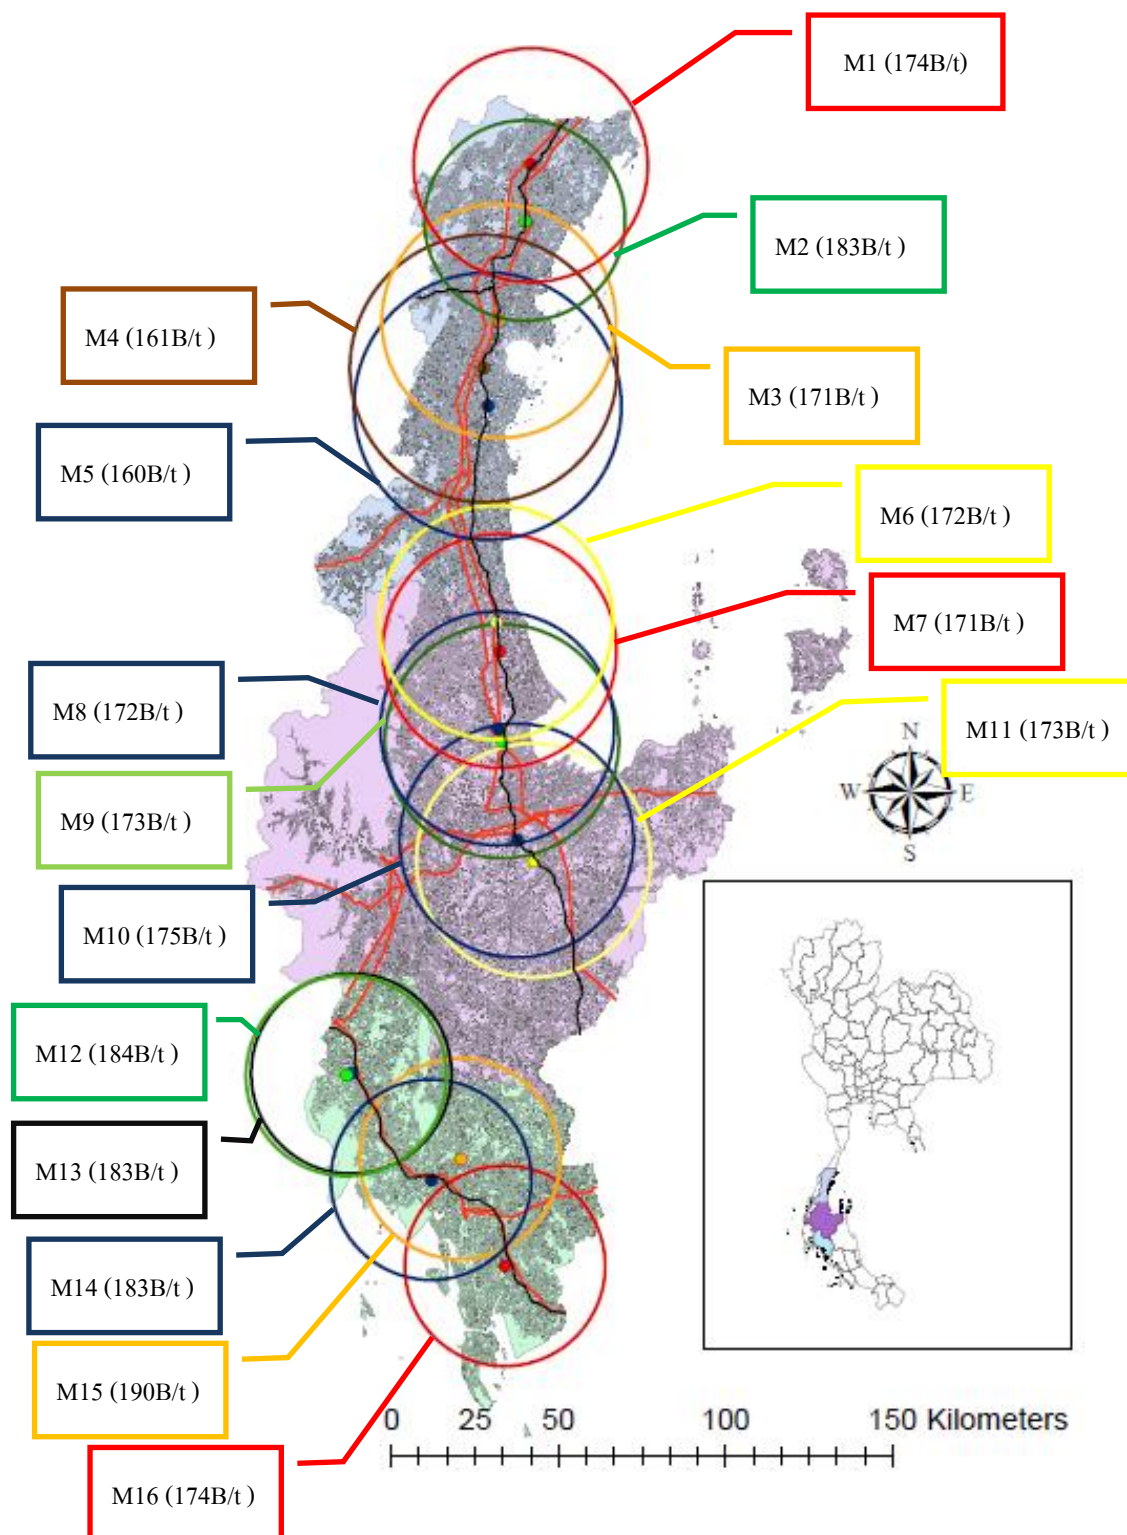 M1 (174B/t)
M2 (183B/t )
M4 (161B/t )
M3 (171B/t )
M5 (160B/t )
M6 (172B/t )
M7 (171B/t )
M8 (172B/t )
M11 (173B/t )
N
W E
S
M9 (173B/t )
M10 (175B/t )
M12 (184B/t )
M13 (183B/t )
M14 (183B/t )
M15 (190B/t )
M16 (174B/t )
0 25 50 100 150 Kilometers